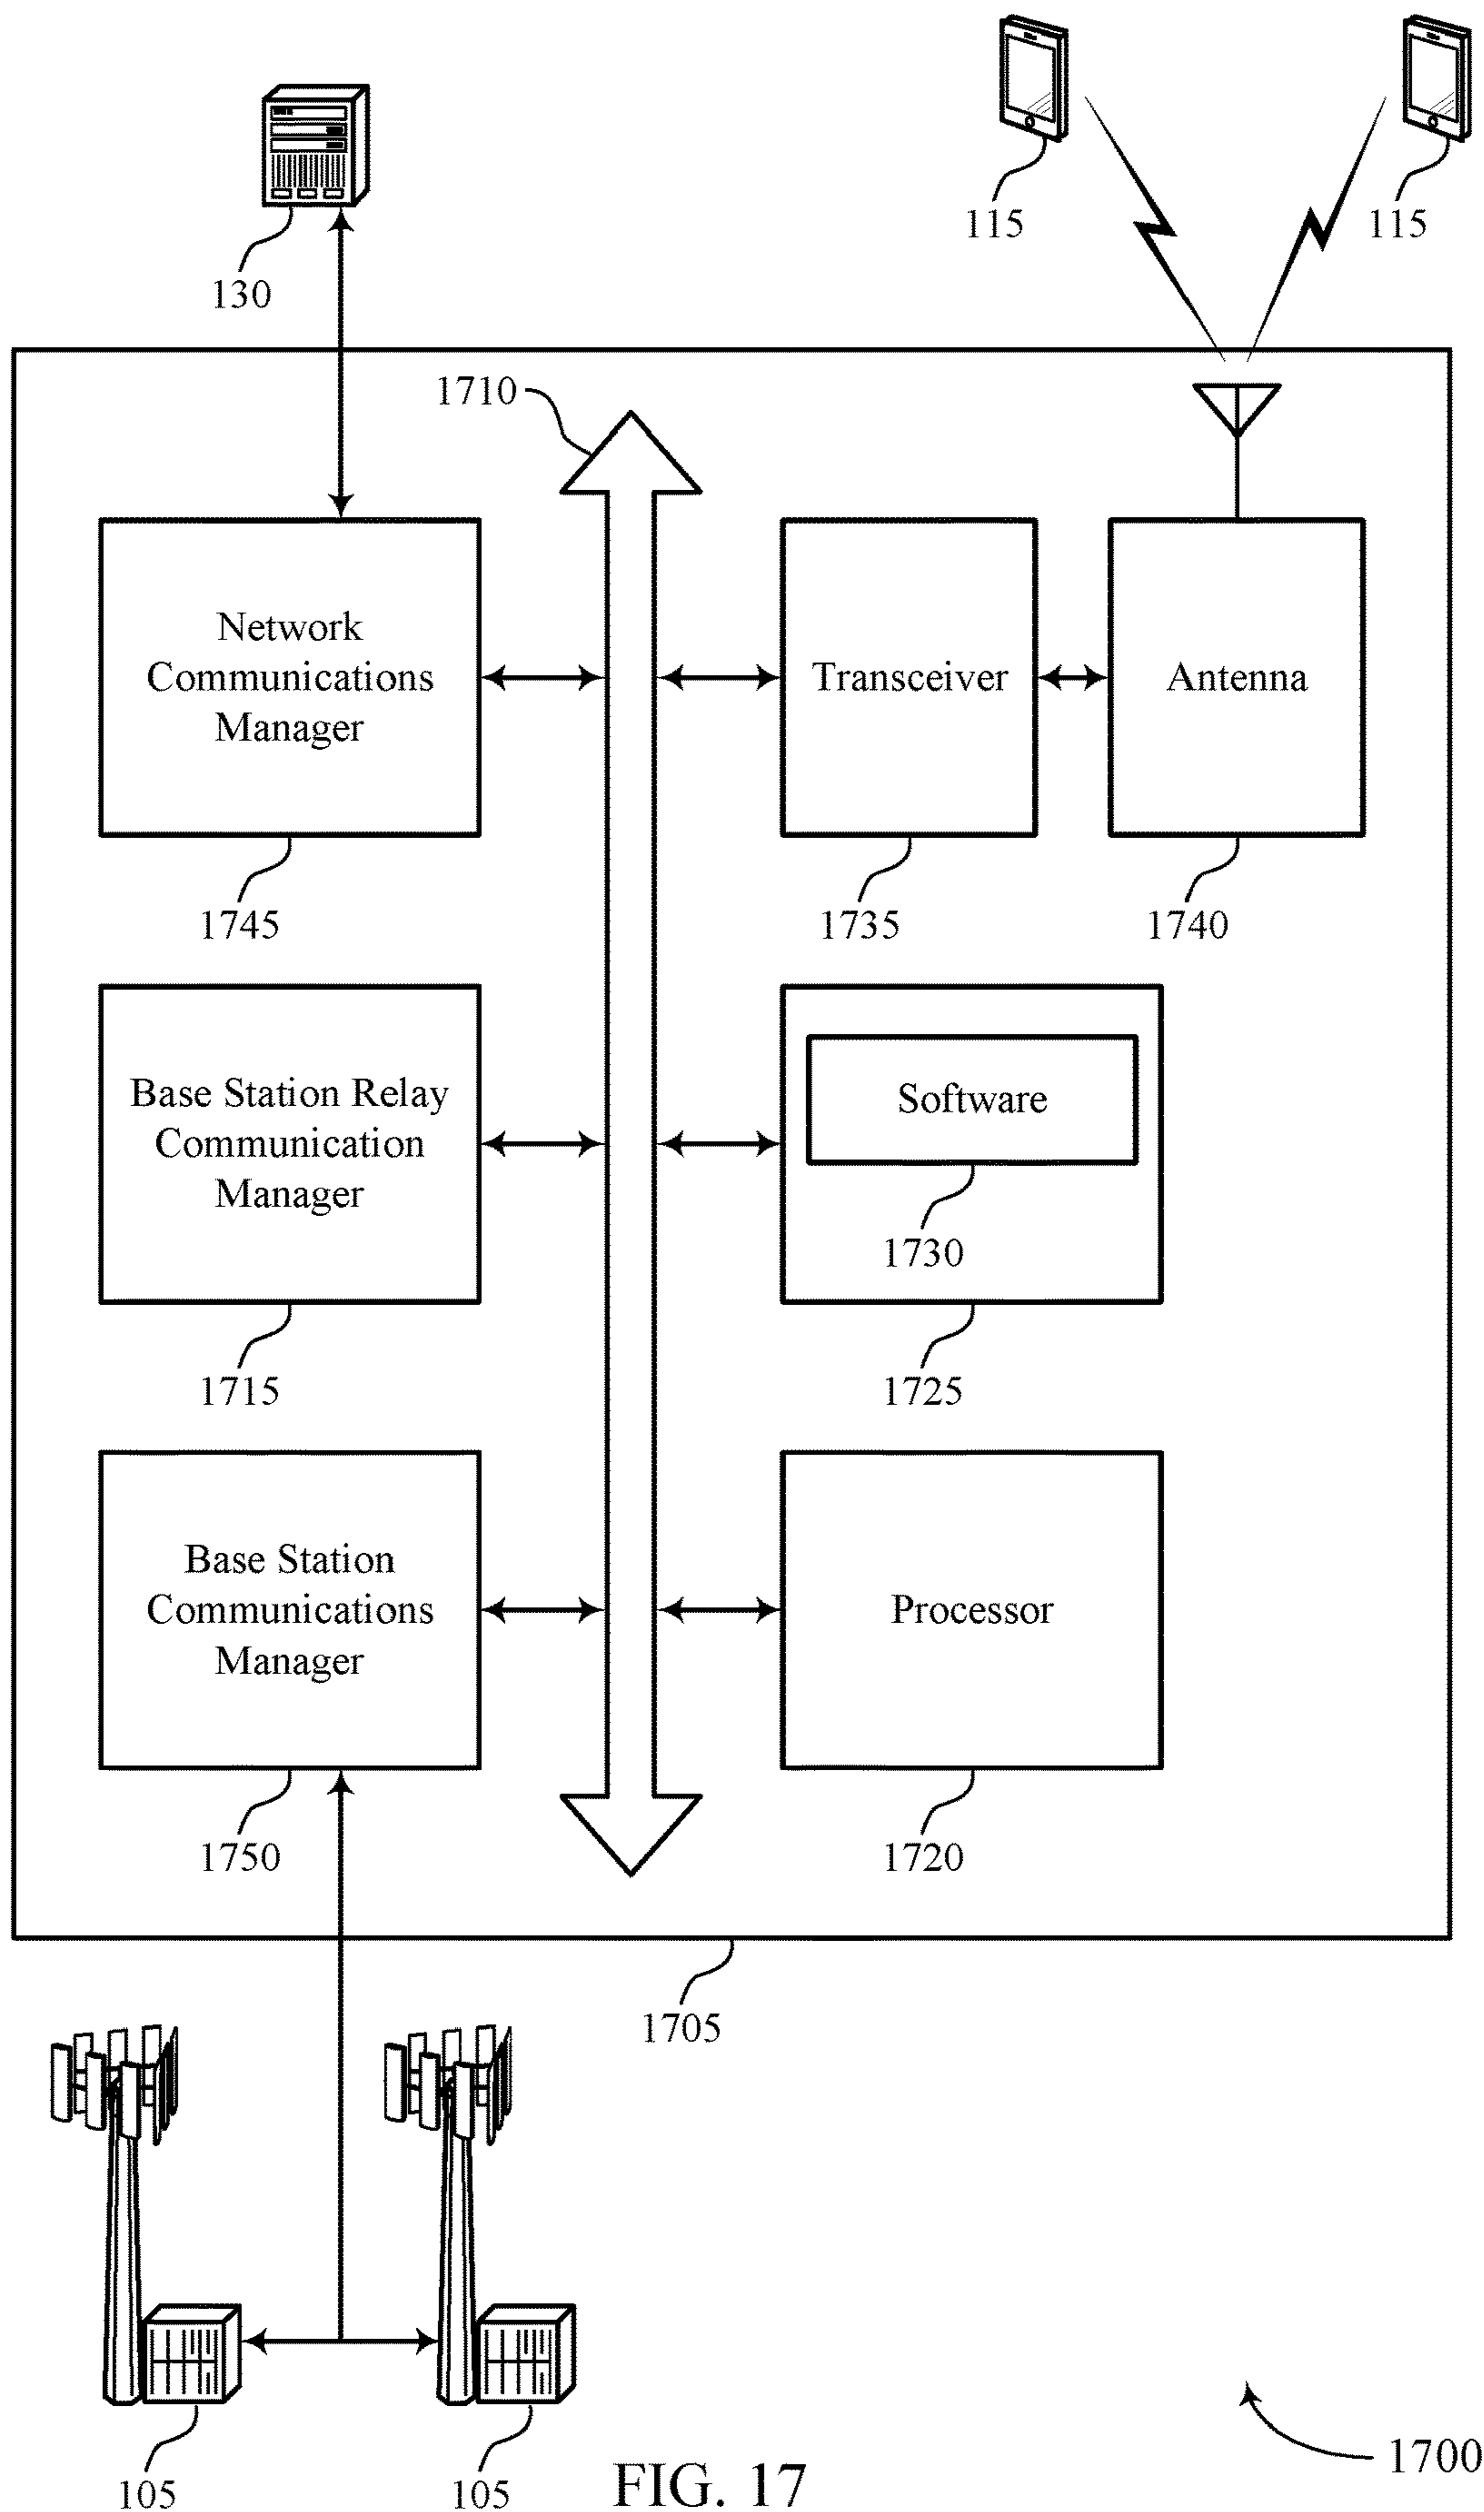 115
115
130
1710
Network
Communications
Manager
Transceiver
Antenna
1745
1735
1740
Base Station Relay
Communication
Manager
Software
1730
1715
1725
Base Station
Communications
Manager
Processor
1750
1720
1705
105
105
FIG. 17
1700